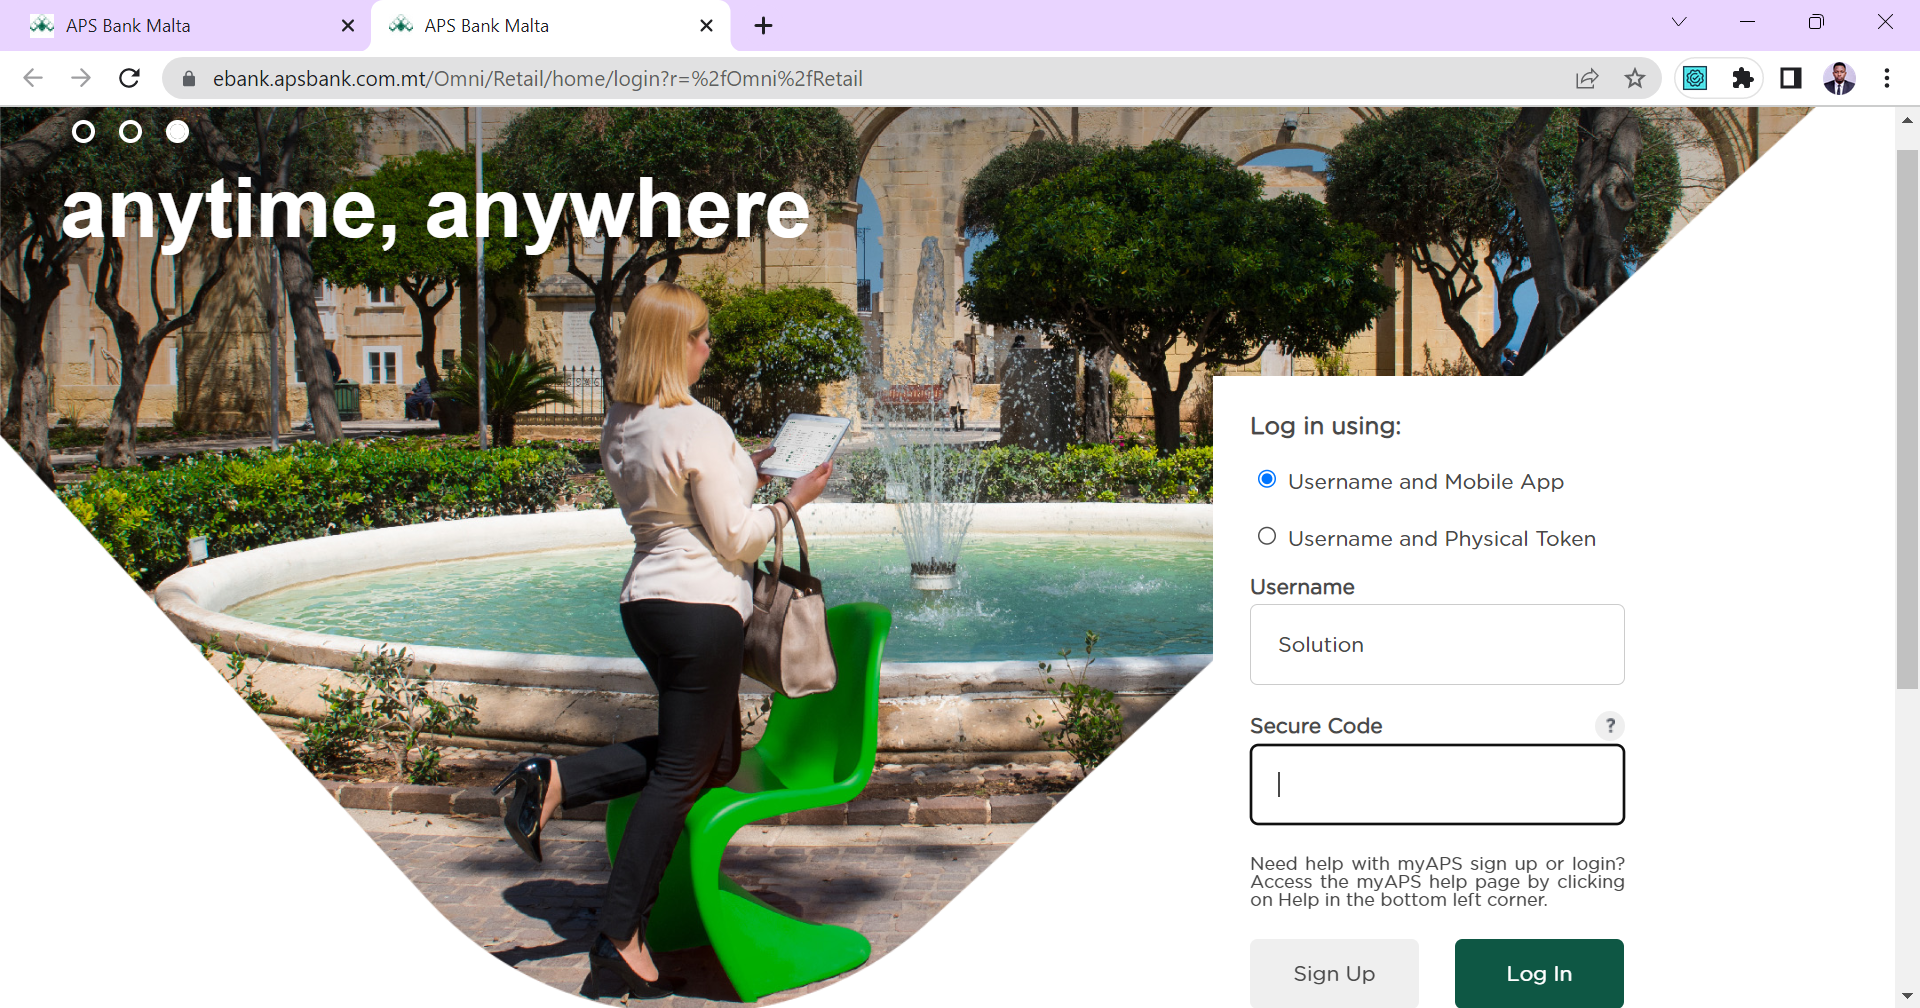 APS Bank Malta
APS Bank Malta
ebank.apsbank.com.mt/Omni/Retail/home/login?r=%2fOmni%2fRetail
anytime, anywhere
Log in using:
Username and Mobile App
Username and Physical Token
Username
Solution
Secure Code
?
Need help with myAPS sign up or login?
Access the myAPS help page by clicking
on Help in the bottom left corner.
Sign Up
Log In